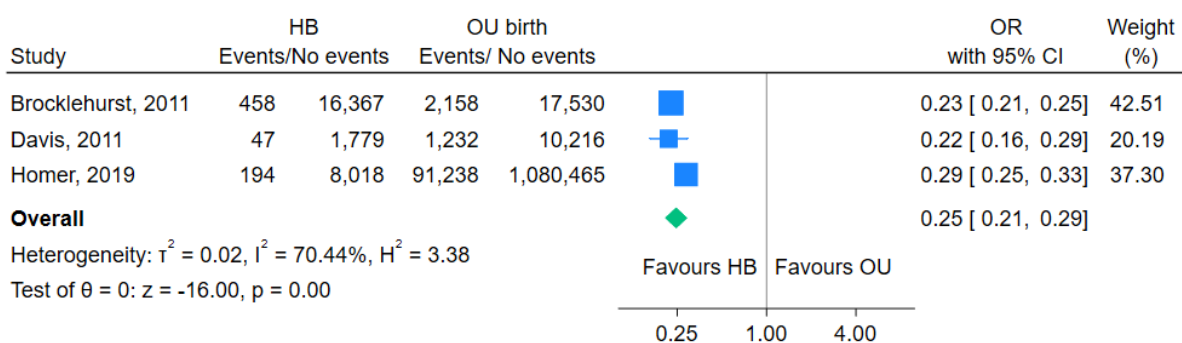 HB OU birth OR Weight
Study Events/No events Events/ No events with 95% CI (%)
Brocklehurst, 2011 458 16,367 2,158 17,530 0.23 [ 0.21, 0.25] 42.51
Davis, 2011 47 1,779 1,232 10,216 0.22 [ 0.16, 0.29] 20.19
Homer, 2019 194 8,018 91,238 1,080,465 0.29 [ 0.25, 0.33] 37.30
Overall 0.25 [ 0.21, 0.29]
Heterogeneity: τ² = 0.02, I² = 70.44%, H² = 3.38
Favours HB Favours OU
Test of θ = 0: z = -16.00, p = 0.00
0.25 1.00 4.00